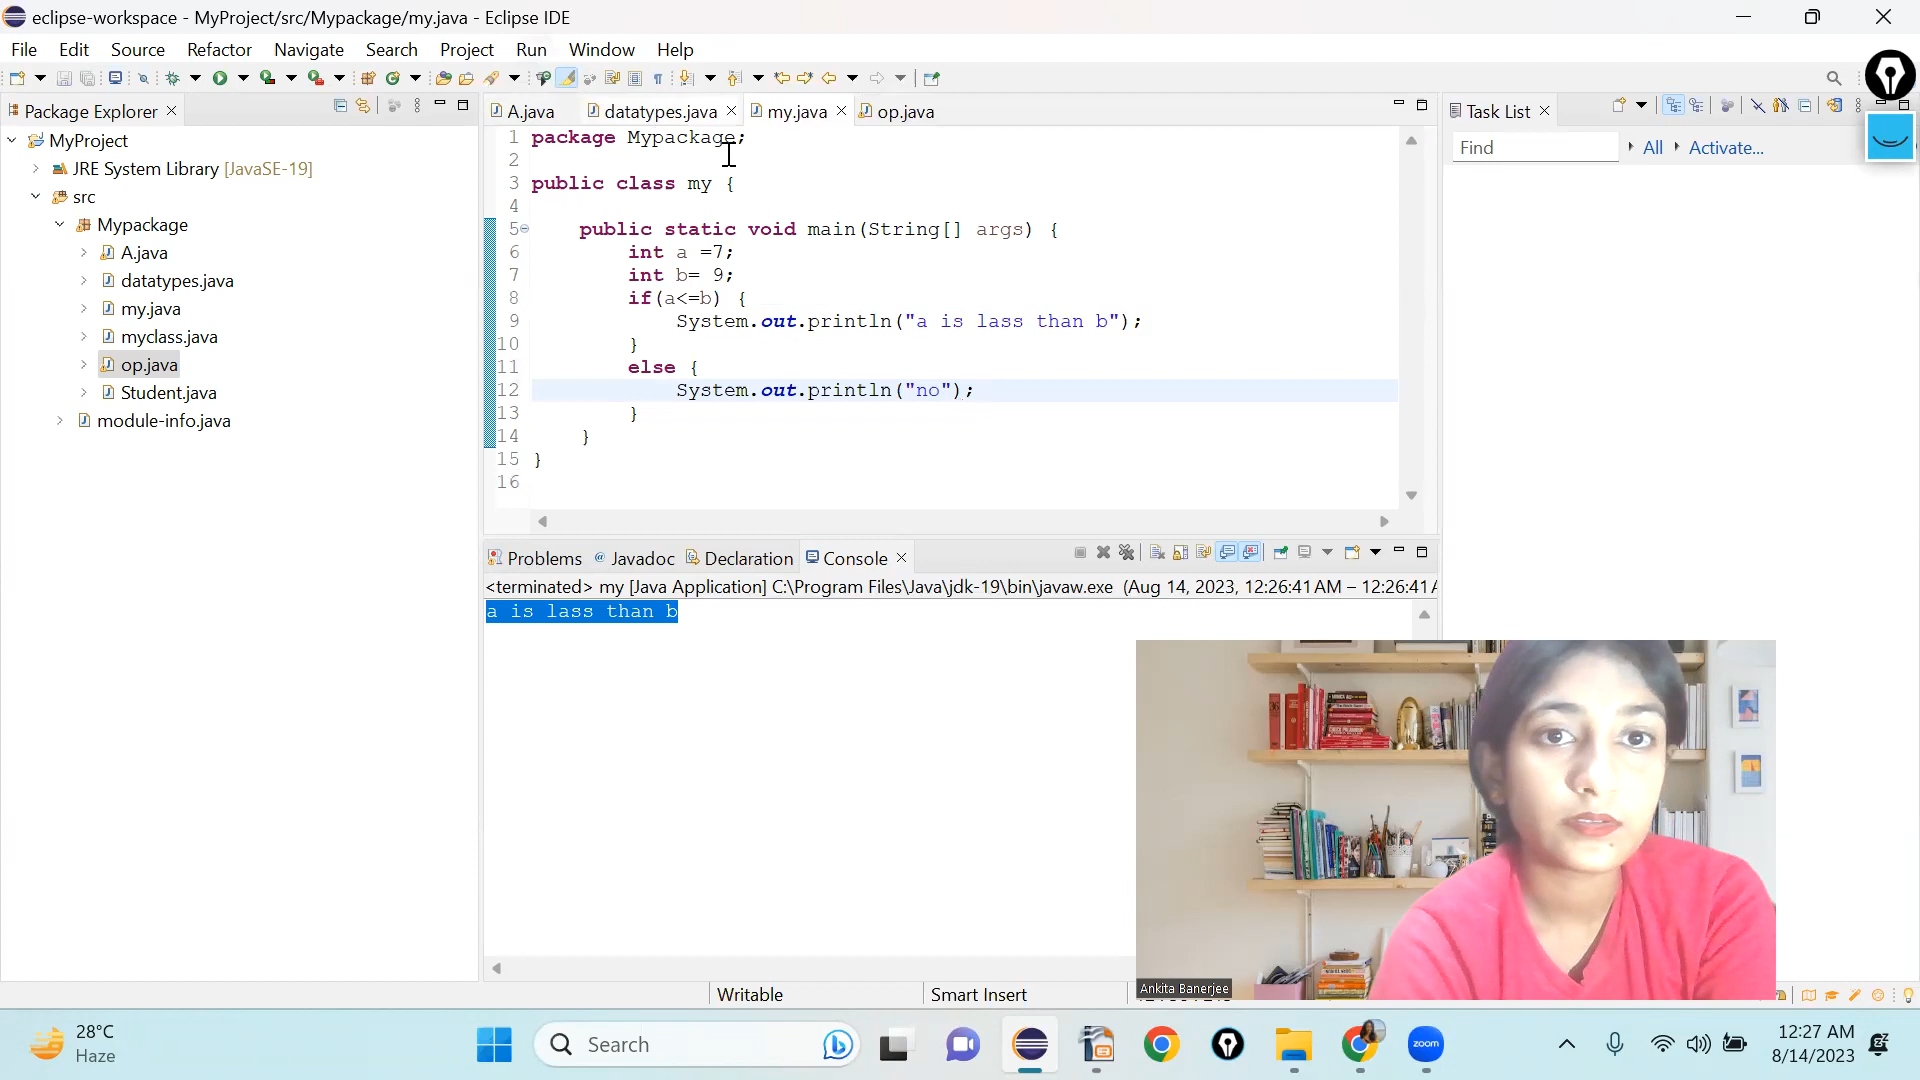 eclipse-workspace - MyProject/src/Mypackage/my.java - Eclipse IDE
File Edit Source Refactor Navigate Search Project Run Window Help
Package Explorer
MyProject
JRE System Library [JavaSE-19]
src
Mypackage
A.java
datatypes.java
my.java
myclass.java
op.java
Student.java
module-info.java
A.java datatypes.java my.java op.java
1 package Mypackage;
2
3 public class my {
4
5 public static void main(String[] args) {
6 int a =7;
7 int b= 9;
8 if(a<=b) {
9 System.out.println("a is lass than b");
10 }
11 else {
12 System.out.println("no");
13 }
14 }
15 }
16
Problems Javadoc Declaration Console
<terminated> my [Java Application] C:\Program Files\Java\jdk-19\bin\javaw.exe (Aug 14, 2023, 12:26:41 AM – 12:26:41
a is lass than b
Task List
Find All Activate...
Ankita Banerjee
Writable Smart Insert
28°C
Haze
Search
zoom
12:27 AM
8/14/2023